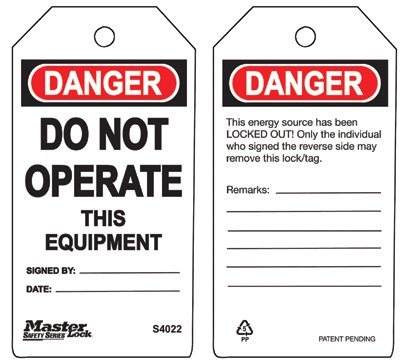 DANGER
DO NOT
OPERATE
THIS
EQUIPMENT
SIGNED BY:
DATE:
Master Lock
SAFETY SERIES
S4022
DANGER
This energy source has been
LOCKED OUT! Only the individual
who signed the reverse side may
remove this lock/tag.
Remarks:
5
PP
PATENT PENDING